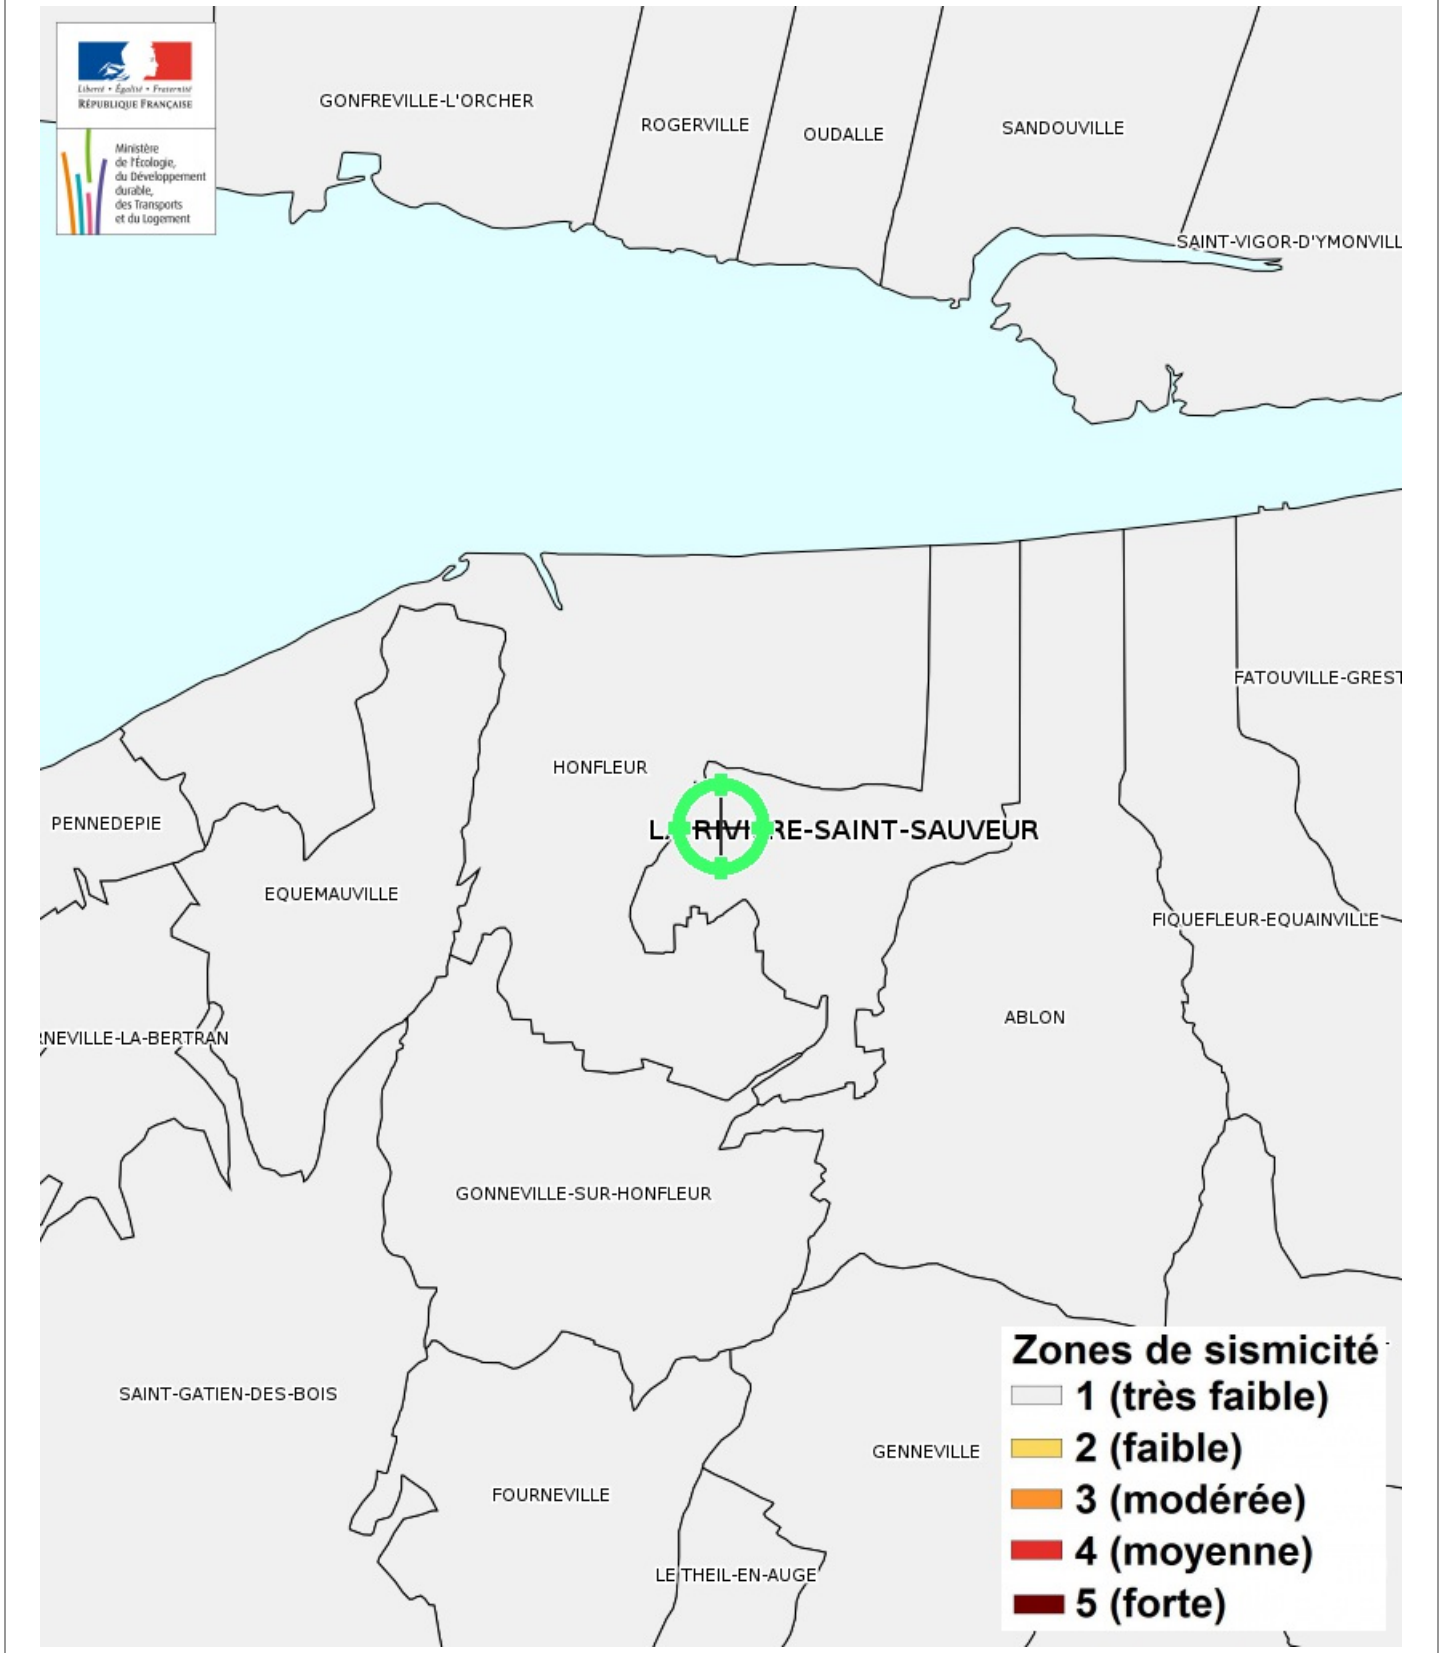 Liberté • Égalité • Fraternité
RÉPUBLIQUE FRANÇAISE
Ministère
de l'Écologie,
du Développement
durable,
des Transports
et du Logement
GONFREVILLE-L'ORCHER
ROGERVILLE
OUDALLE
SANDOUVILLE
SAINT-VIGOR-D'YMONVILL
FATOUVILLE-GREST
HONFLEUR
PENNEDEPIE
LA RIVIERE-SAINT-SAUVEUR
EQUEMAUVILLE
FIQUEFLEUR-EQUAINVILLE
ABLON
RNEVILLE-LA-BERTRAN
GONNEVILLE-SUR-HONFLEUR
SAINT-GATIEN-DES-BOIS
GENNEVILLE
FOURNEVILLE
LE THEIL-EN-AUGE
Zones de sismicité
1 (très faible)
2 (faible)
3 (modérée)
4 (moyenne)
5 (forte)